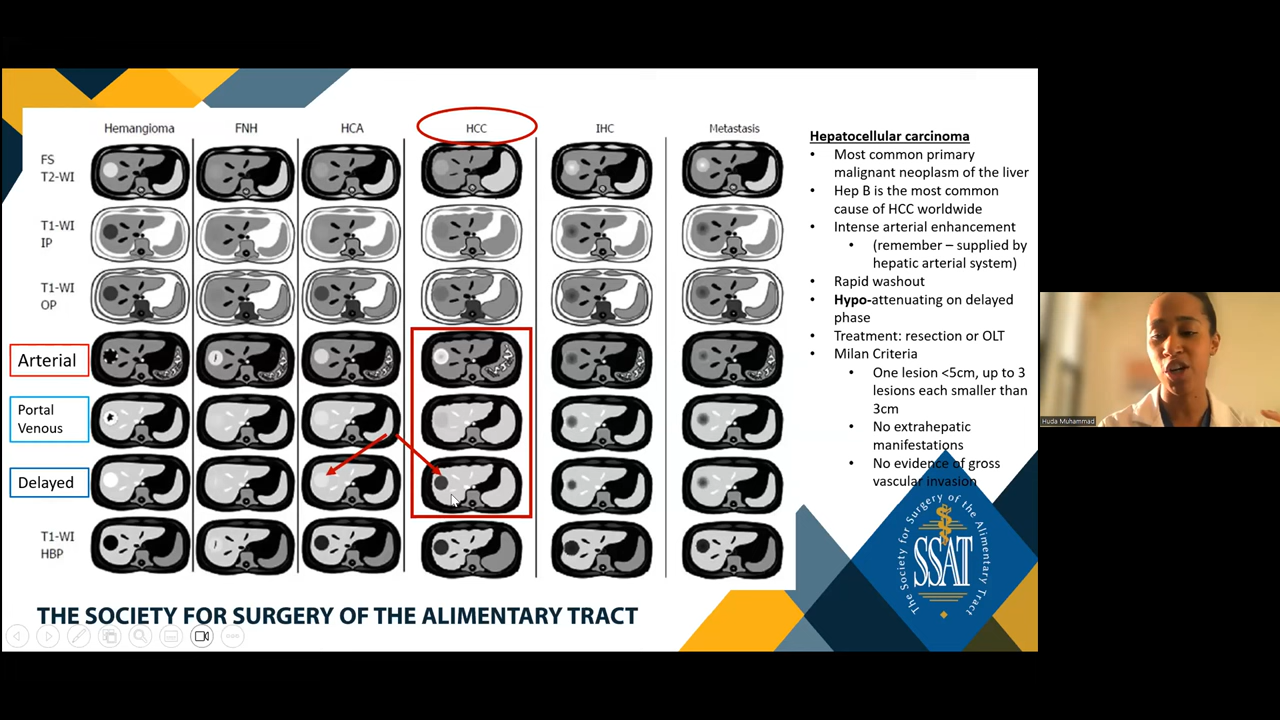 Hemangioma FNH HCA HCC IHC Metastasis
FS
T2-WI
T1-WI
IP
T1-WI
OP
Arterial
Portal
Venous
Delayed
T1-WI
HBP
Hepatocellular carcinoma
• Most common primary
malignant neoplasm of the liver
• Hep B is the most common
cause of HCC worldwide
• Intense arterial enhancement
• (remember – supplied by
hepatic arterial system)
• Rapid washout
• Hypo-attenuating on delayed
phase
• Treatment: resection or OLT
• Milan Criteria
• One lesion <5cm, up to 3
lesions each smaller than
3cm
• No extrahepatic
manifestations
• No evidence of gross
vascular invasion
The Society for Surgery of the Alimentary Tract
SSAT
THE SOCIETY FOR SURGERY OF THE ALIMENTARY TRACT
Huda Muhammad